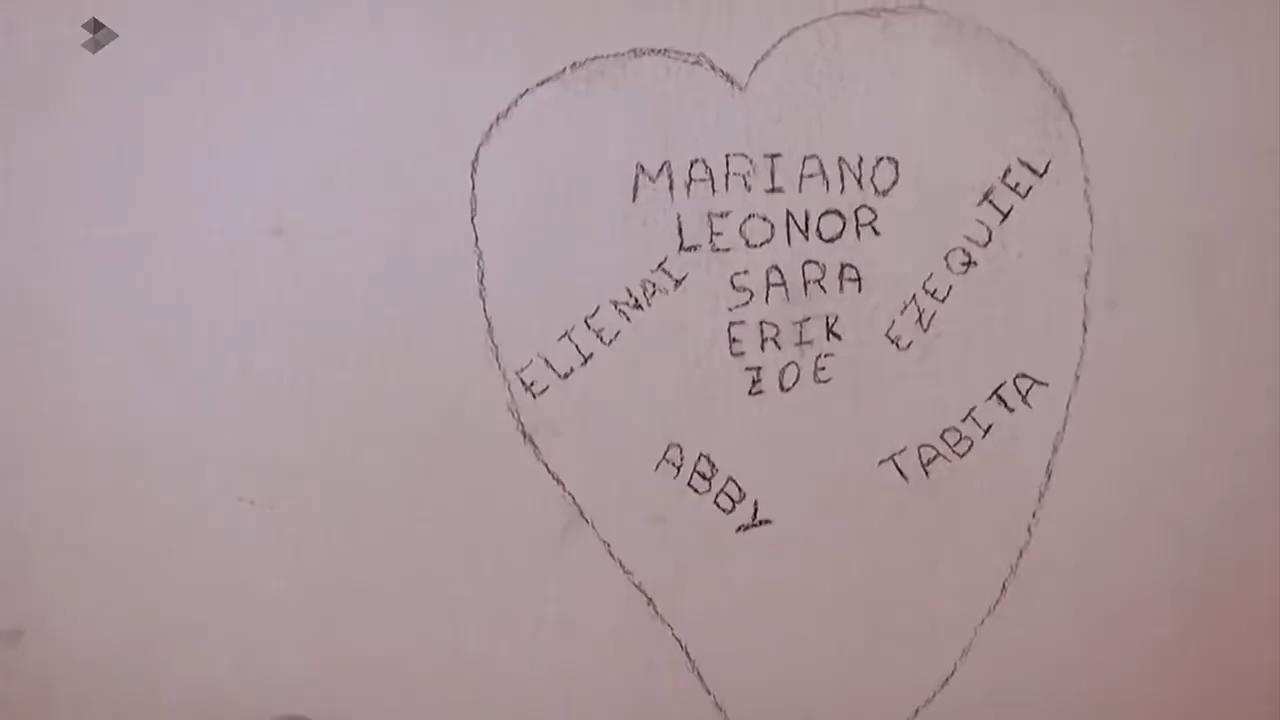 MARIANO
LEONOR
SARA
ERIK
ZOE
ELIENAI
EZEQUIEL
ABBY
TABITA